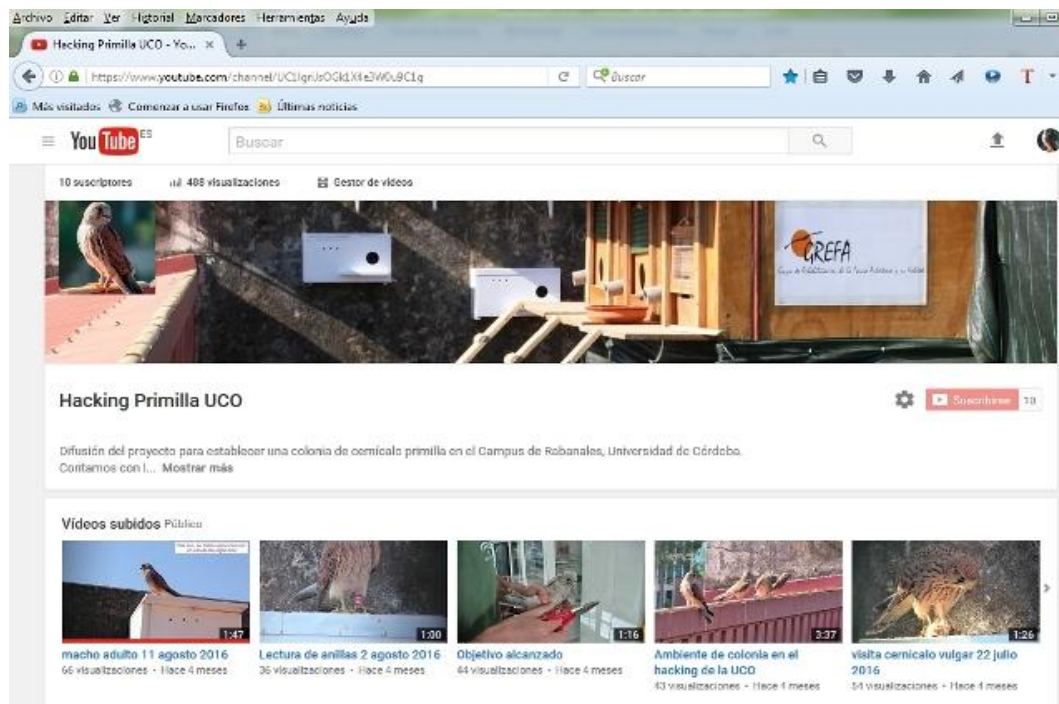 Archivo Editar Ver Historial Marcadores Herramientas Ayuda
Hacking Primilla UCO - Yo... × +
https://www.youtube.com/channel/
Buscar
Más visitados Comenzar a usar Firefox Últimas noticias
YouTube ES
Buscar
10 suscriptores 488 visualizaciones Gestor de vídeos
GREFA
Hacking Primilla UCO
Suscribirse 10
Difusión del proyecto para establecer una colonia de cernícalo primilla en el Campus de Rabanales, Universidad de Córdoba.
Contamos con l... Mostrar más
Vídeos subidos Público
1:47 1:00 1:16 3:37 1:26
macho adulto 11 agosto 2016
66 visualizaciones • Hace 4 meses
Lectura de anillas 2 agosto 2016
36 visualizaciones • Hace 4 meses
Objetivo alcanzado
44 visualizaciones • Hace 4 meses
Ambiente de colonia en el
hacking de la UCO
43 visualizaciones • Hace 4 meses
visita cernicalo vulgar 22 julio
2016
54 visualizaciones • Hace 4 meses